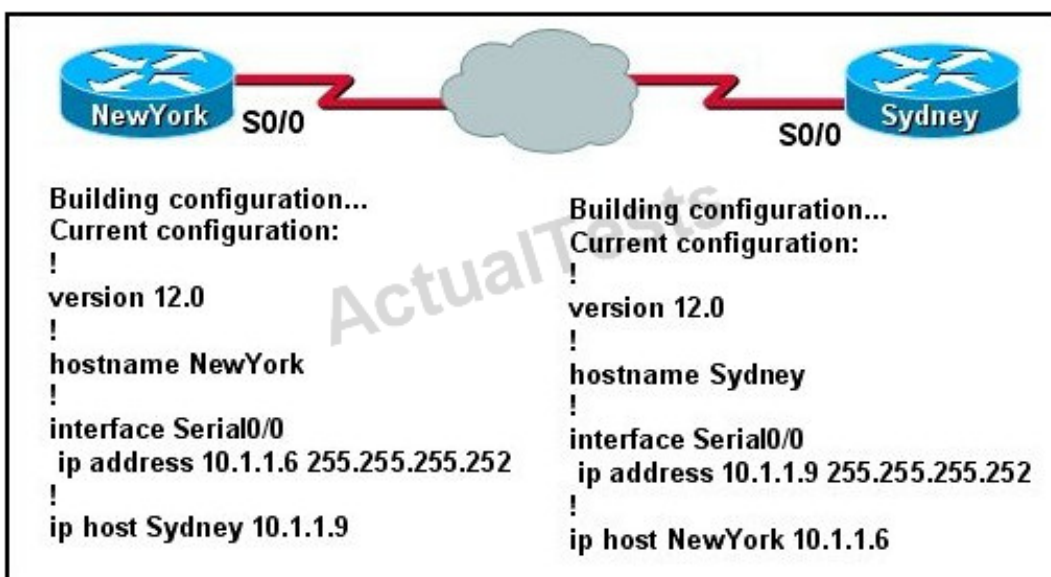 NewYork
S0/0
S0/0
Sydney
Building configuration...
Current configuration:
!
version 12.0
!
hostname NewYork
!
interface Serial0/0
ip address 10.1.1.6 255.255.255.252
!
ip host Sydney 10.1.1.9
Building configuration...
Current configuration:
!
version 12.0
!
hostname Sydney
!
interface Serial0/0
ip address 10.1.1.9 255.255.255.252
!
ip host NewYork 10.1.1.6
ActualTests